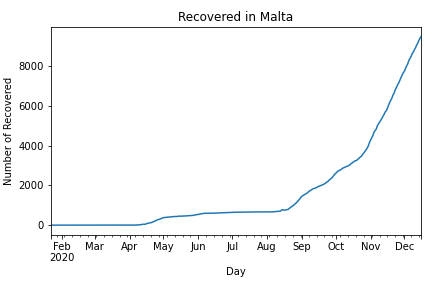 Recovered in Malta
Number of Recovered
8000
6000
4000
2000
0
Feb Mar Apr May Jun Jul Aug Sep Oct Nov Dec
2020
Day